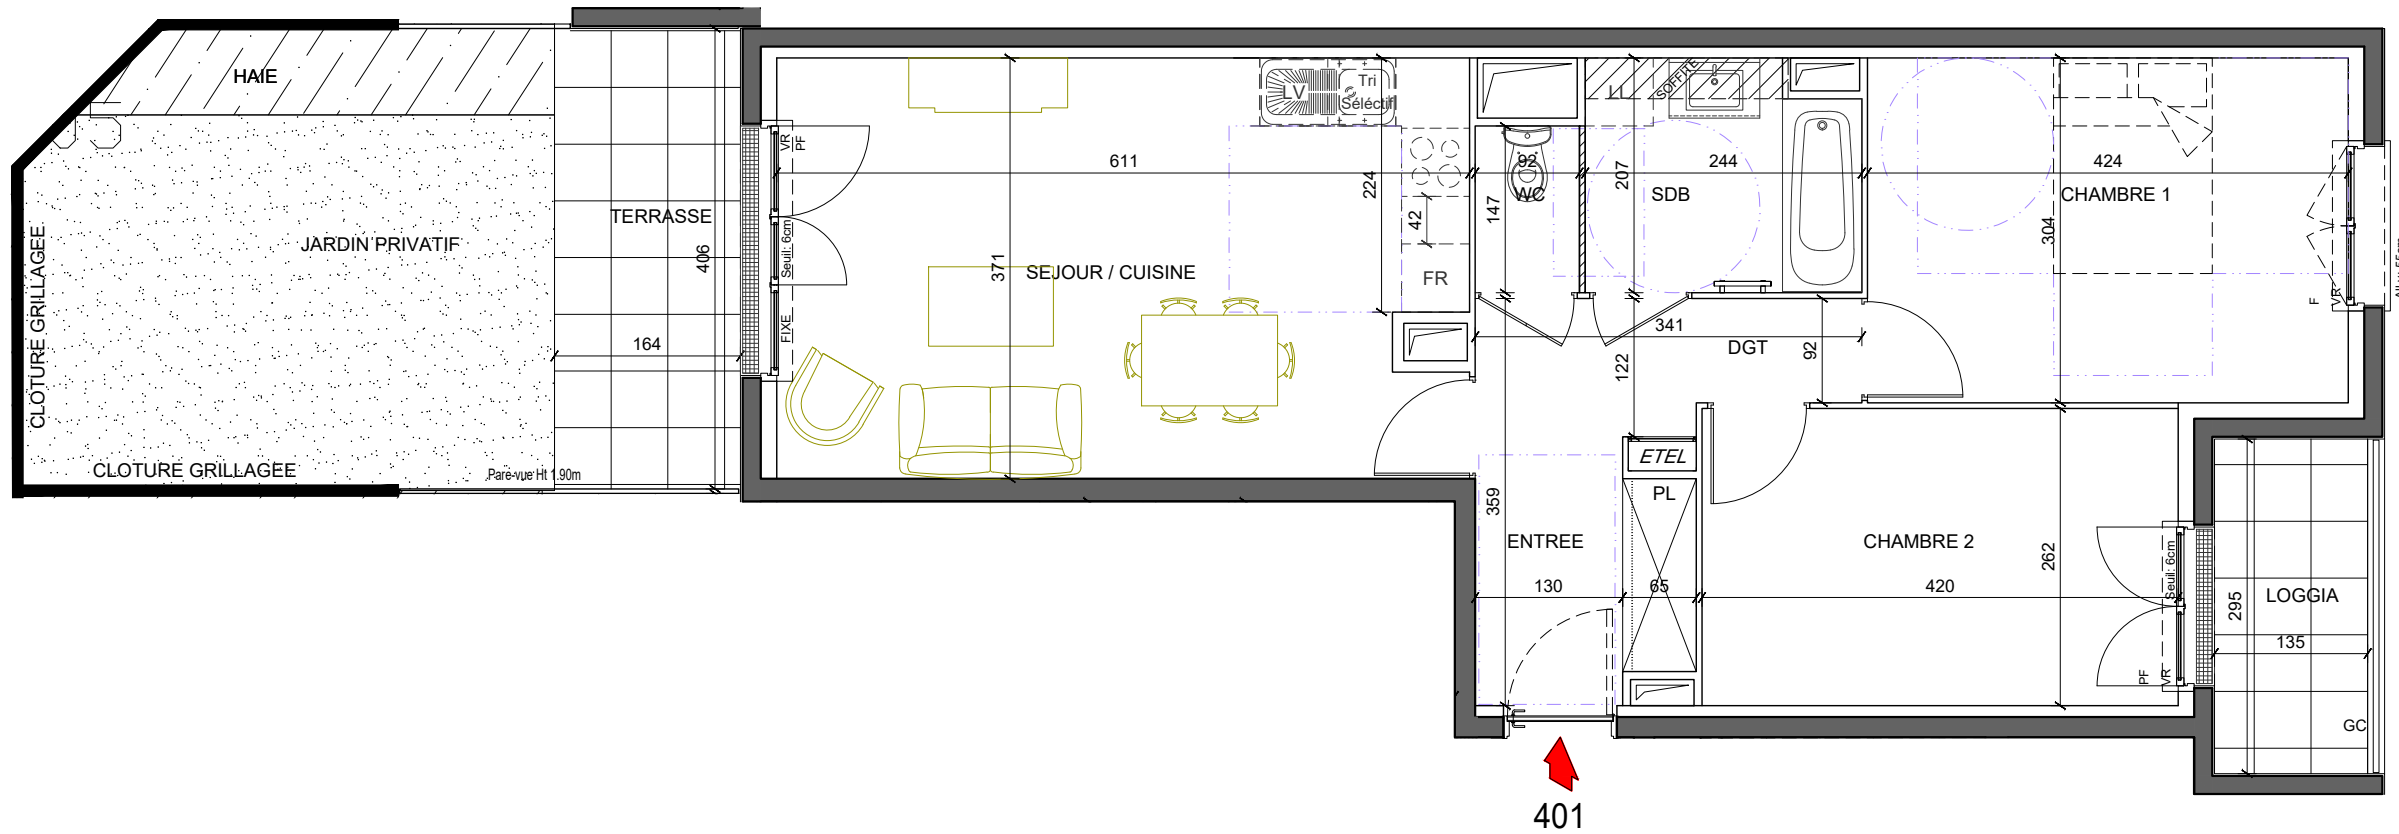 HAIE
JARDIN PRIVATIF
CLOTURE GRILLAGEE
CLOTURE GRILLAGEE
Pare-vue Ht 1.90m
TERRASSE
406
164
VR
PF
Seuil: 6cm
FIXE
611
371
SEJOUR / CUISINE
LV
Tri
Séléctif
224
42
FR
92
WC
147
LL
SOFFITE
207
SDB
244
341
DGT
122
92
424
CHAMBRE 1
304
F
VR
ETEL
PL
359
ENTREE
130
65
CHAMBRE 2
420
262
Seuil: 6cm
PF
VR
LOGGIA
295
135
GC
401